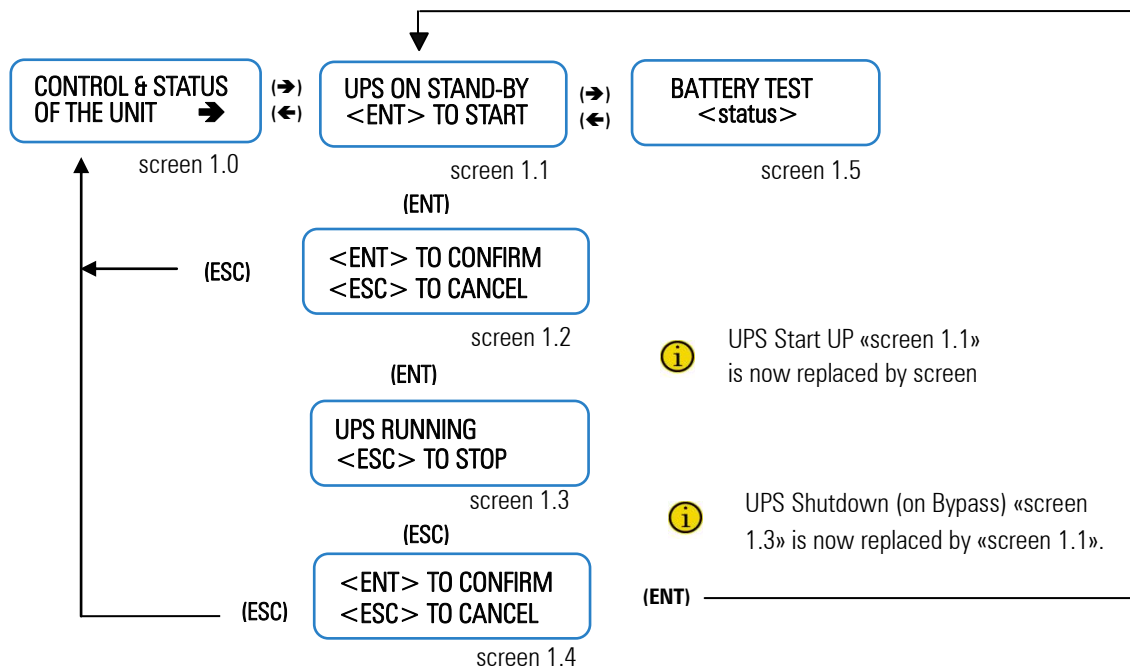 CONTROL & STATUS
OF THE UNIT ➔
(➔)
(←)
screen 1.0
UPS ON STAND-BY
<ENT> TO START
(➔)
(←)
screen 1.1
BATTERY TEST
<status>
screen 1.5
(ENT)
<ENT> TO CONFIRM
<ESC> TO CANCEL
(ESC)
screen 1.2
UPS Start UP «screen 1.1»
is now replaced by screen
(ENT)
UPS RUNNING
<ESC> TO STOP
screen 1.3
UPS Shutdown (on Bypass) «screen
1.3» is now replaced by «screen 1.1».
(ESC)
<ENT> TO CONFIRM
<ESC> TO CANCEL
(ESC)
(ENT)
screen 1.4